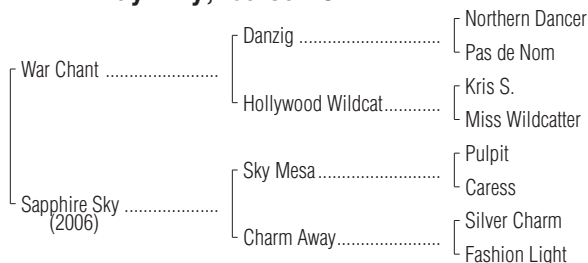 Northern Dancer
Danzig ..............................
Pas de Nom
War Chant ........................
Kris S.
Hollywood Wildcat...............
Miss Wildcatter
Pulpit
Sky Mesa.................................
Caress
Sapphire Sky ....................
(2006)
Silver Charm
Charm Away............................
Fashion Light